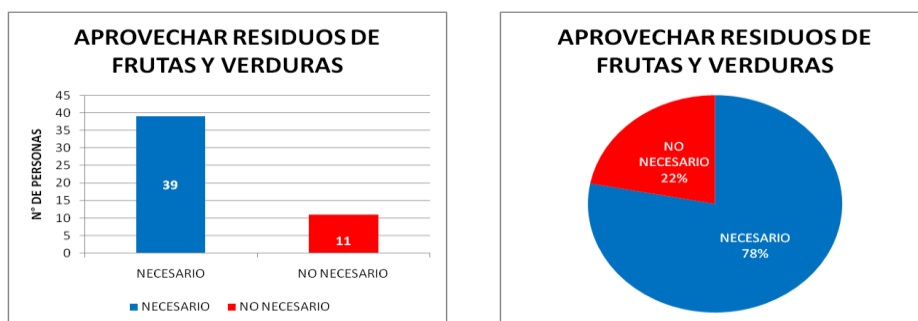 APROVECHAR RESIDUOS DE
FRUTAS Y VERDURAS
N° DE PERSONAS
45
40
35
30
25
20
15
10
5
0
39
11
NECESARIO
NO NECESARIO
NECESARIO
NO NECESARIO
APROVECHAR RESIDUOS DE
FRUTAS Y VERDURAS
NO
NECESARIO
22%
NECESARIO
78%